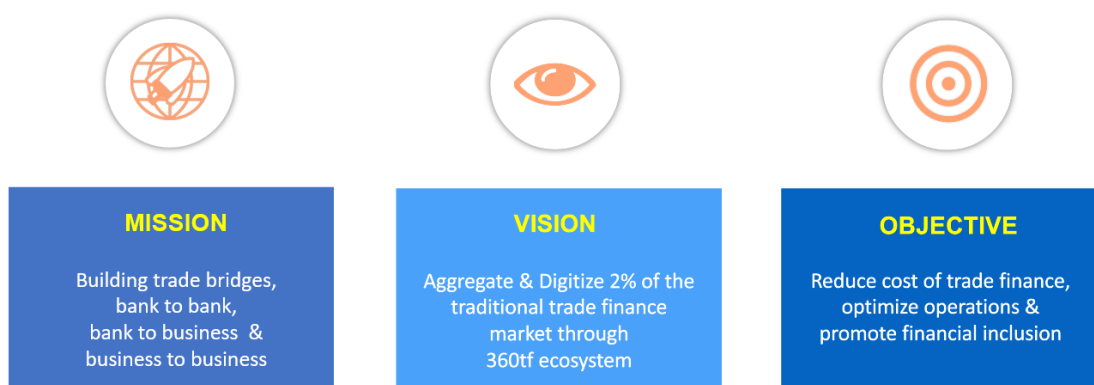 MISSION
Building trade bridges,
bank to bank,
bank to business &
business to business
VISION
Aggregate & Digitize 2% of the
traditional trade finance
market through
360tf ecosystem
OBJECTIVE
Reduce cost of trade finance,
optimize operations &
promote financial inclusion